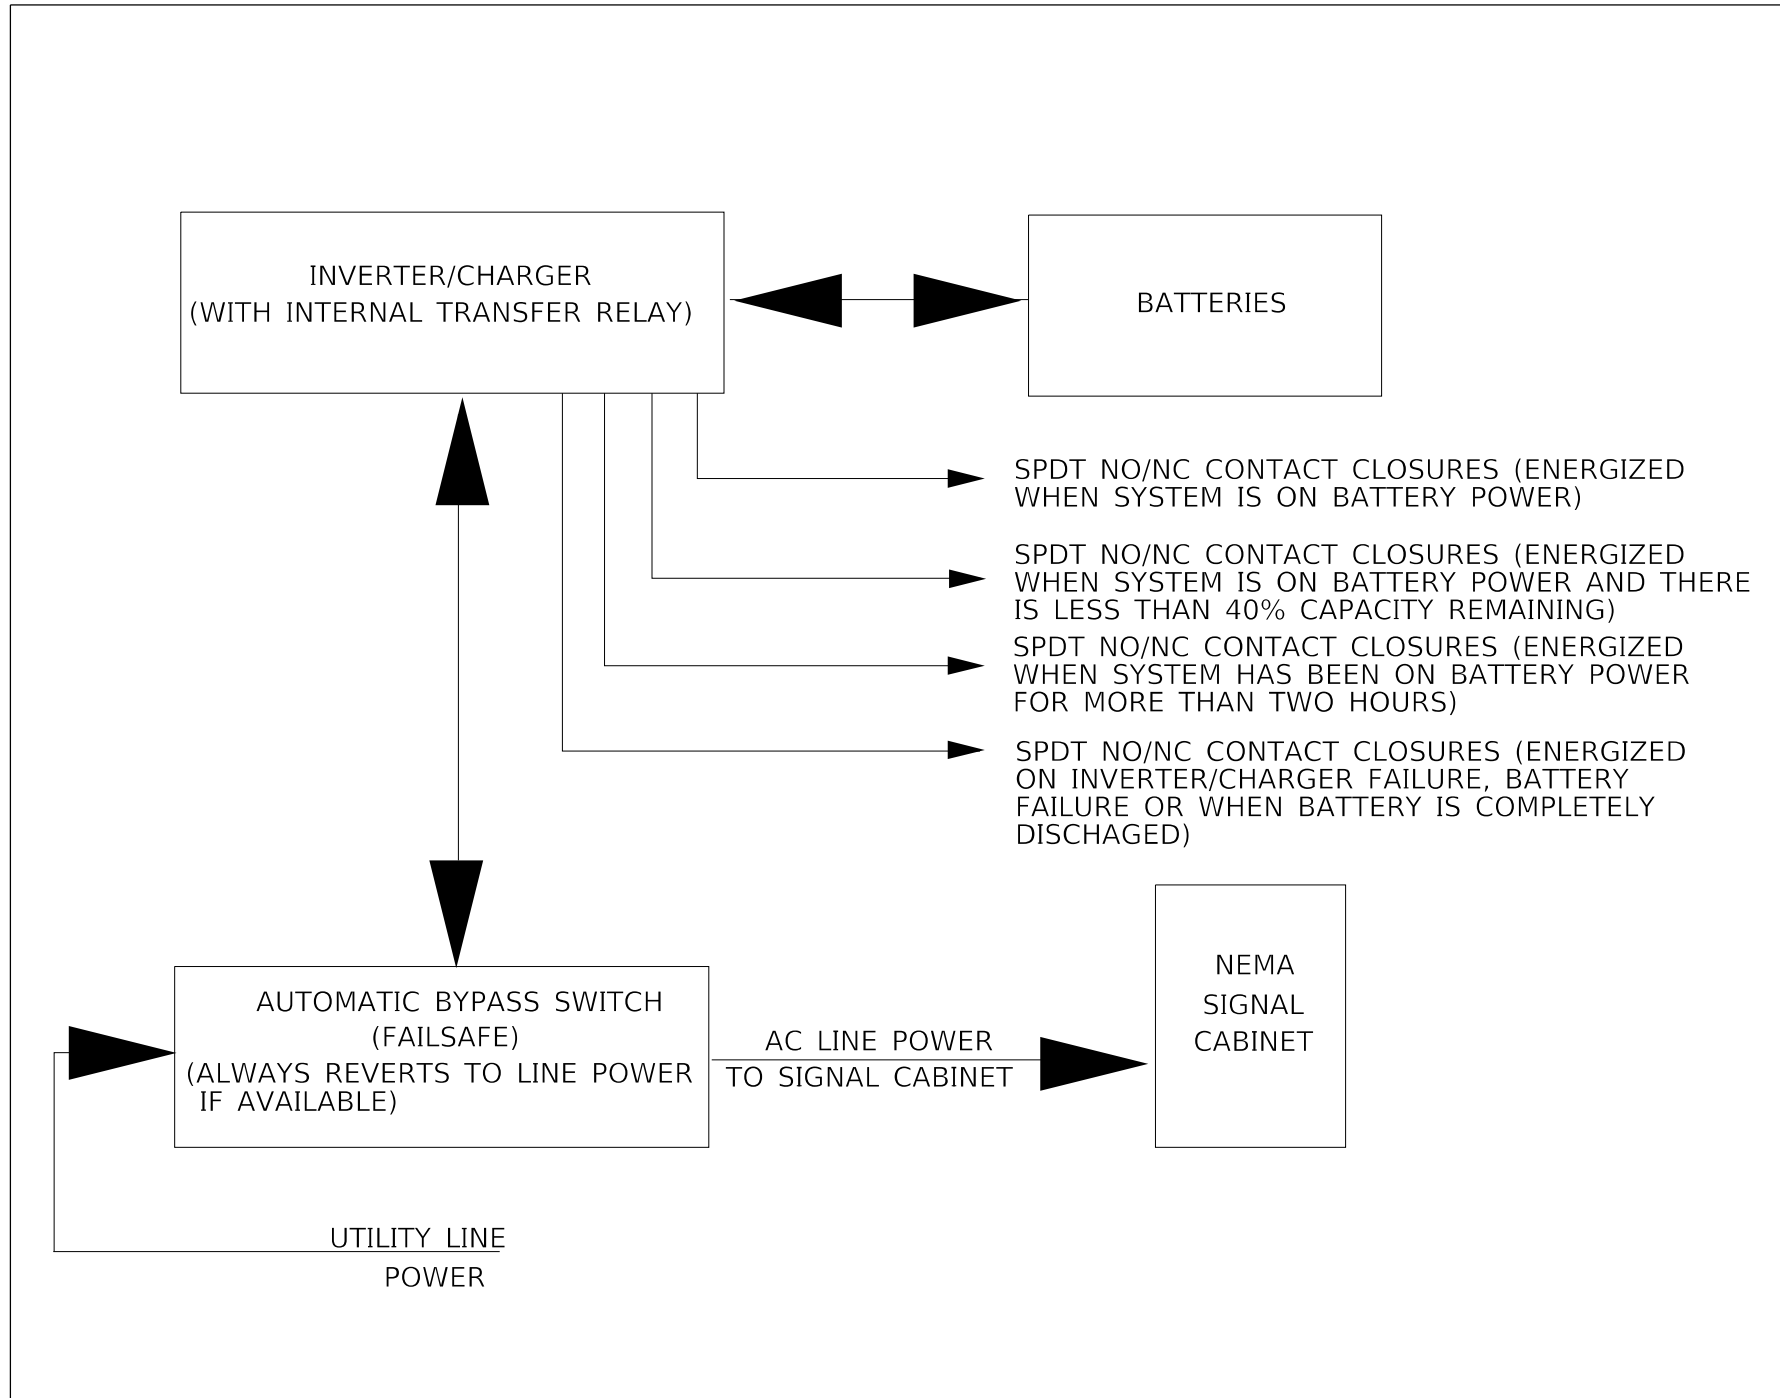 INVERTER/CHARGER
(WITH INTERNAL TRANSFER RELAY)
BATTERIES
SPDT NO/NC CONTACT CLOSURES (ENERGIZED
WHEN SYSTEM IS ON BATTERY POWER)
SPDT NO/NC CONTACT CLOSURES (ENERGIZED
WHEN SYSTEM IS ON BATTERY POWER AND THERE
IS LESS THAN 40% CAPACITY REMAINING)
SPDT NO/NC CONTACT CLOSURES (ENERGIZED
WHEN SYSTEM HAS BEEN ON BATTERY POWER
FOR MORE THAN TWO HOURS)
SPDT NO/NC CONTACT CLOSURES (ENERGIZED
ON INVERTER/CHARGER FAILURE, BATTERY
FAILURE OR WHEN BATTERY IS COMPLETELY
DISCHAGED)
AUTOMATIC BYPASS SWITCH
(FAILSAFE)
(ALWAYS REVERTS TO LINE POWER
IF AVAILABLE)
AC LINE POWER
TO SIGNAL CABINET
NEMA
SIGNAL
CABINET
UTILITY LINE
POWER